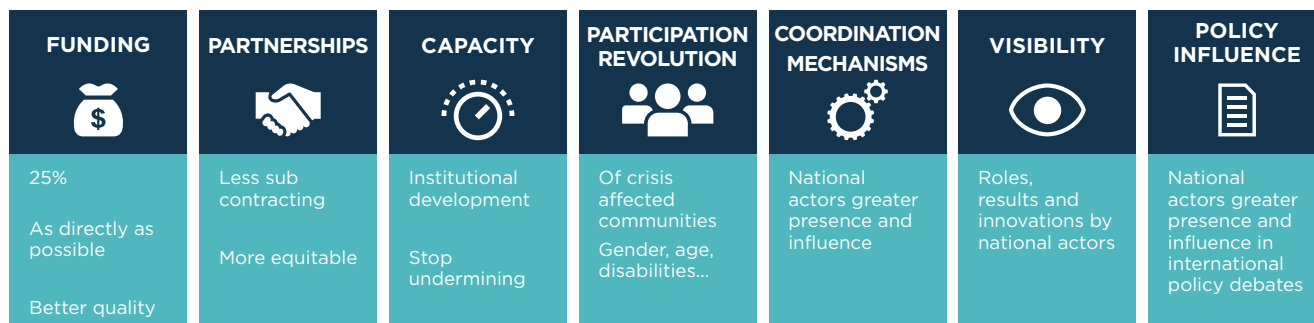 FUNDING
$
25%
As directly as
possible
Better quality
PARTNERSHIPS
Less sub
contracting
More equitable
CAPACITY
Institutional
development
Stop
undermining
PARTICIPATION
REVOLUTION
Of crisis
affected
communities
Gender, age,
disabilities...
COORDINATION
MECHANISMS
National
actors greater
presence and
influence
VISIBILITY
Roles,
results and
innovations by
national actors
POLICY
INFLUENCE
National
actors greater
presence and
influence in
international
policy debates